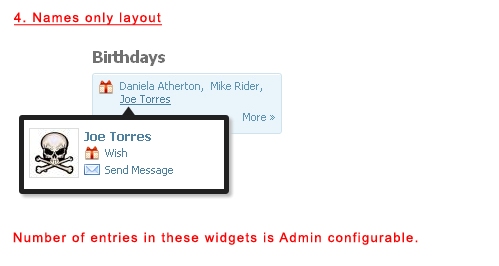 4. Names only layout
Birthdays
Daniela Atherton, Mike Rider,
Joe Torres
More »
Joe Torres
Wish
Send Message
Number of entries in these widgets is Admin configurable.